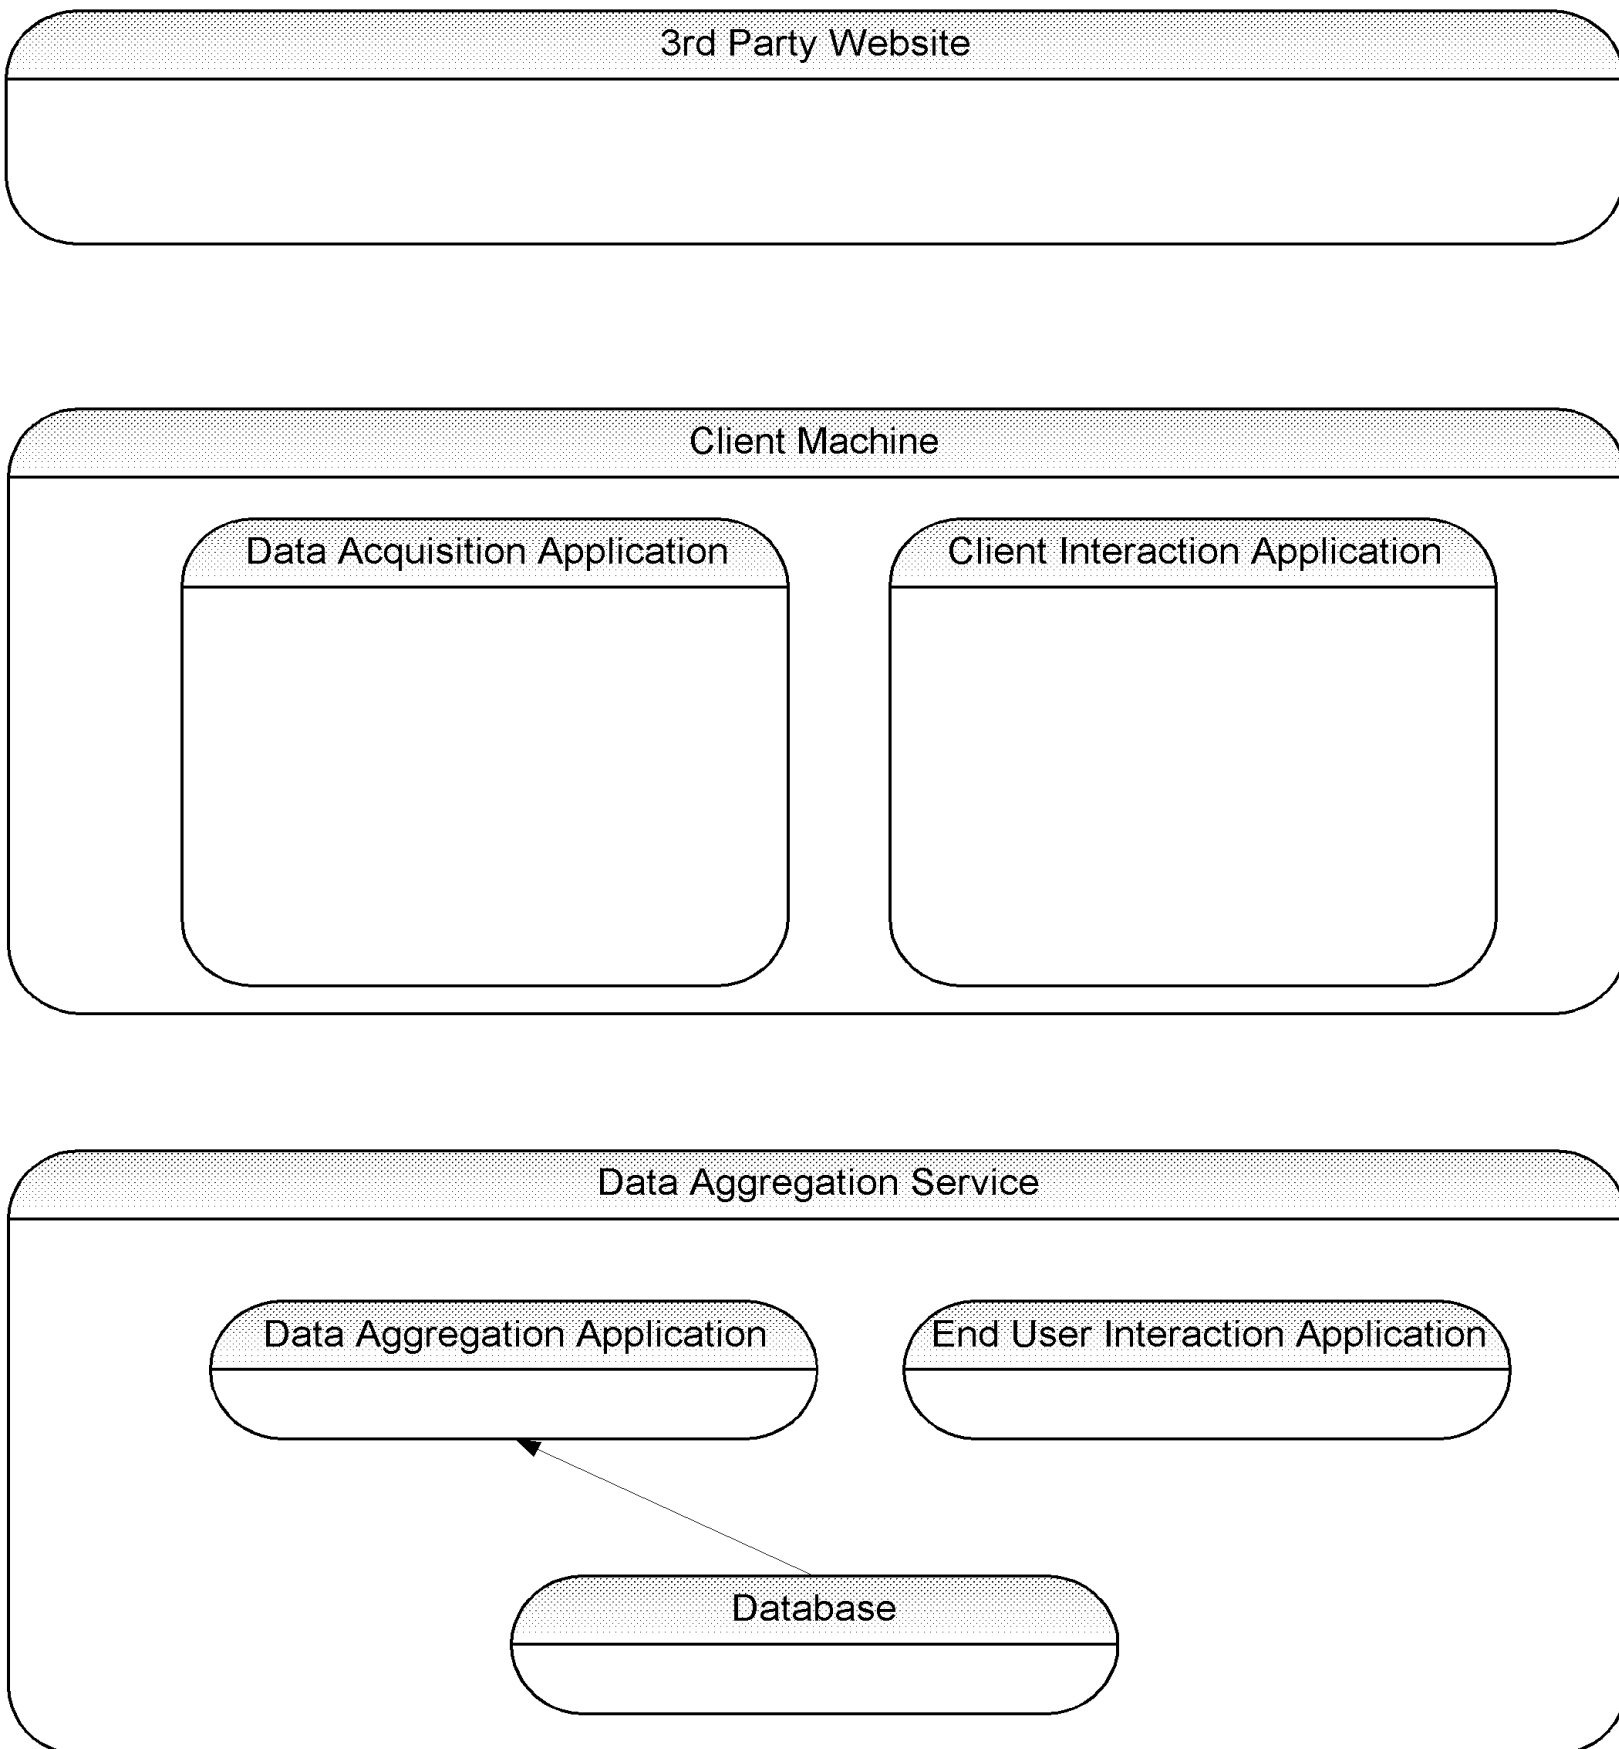 3rd Party Website
Client Machine
Data Acquisition Application
Client Interaction Application
Data Aggregation Service
Data Aggregation Application
End User Interaction Application
Database